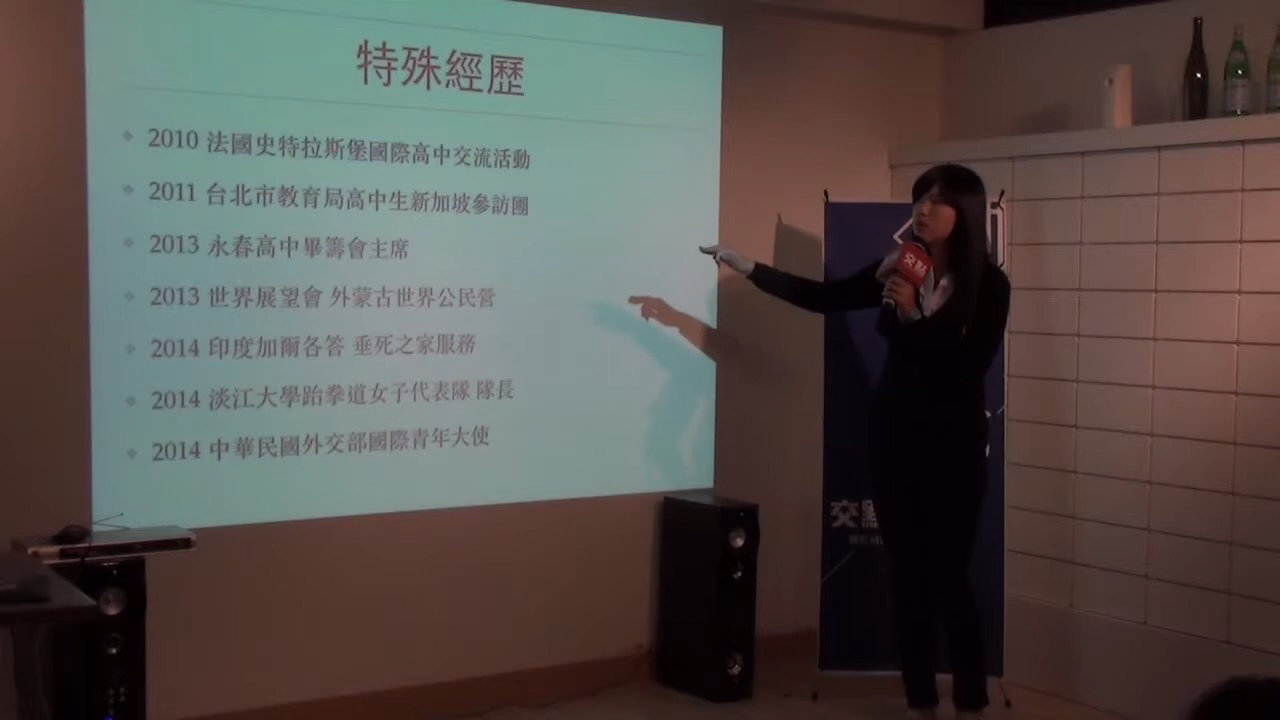 特殊經歷
2010 法國史特拉斯堡國際高中交流活動
2011 台北市教育局高中生新加坡參訪團
2013 永春高中畢籌會主席
2013 世界展望會 外蒙古世界公民營
2014 印度加爾各答 垂死之家服務
2014 淡江大學跆拳道女子代表隊 隊長
2014 中華民國外交部國際青年大使
交點
交點